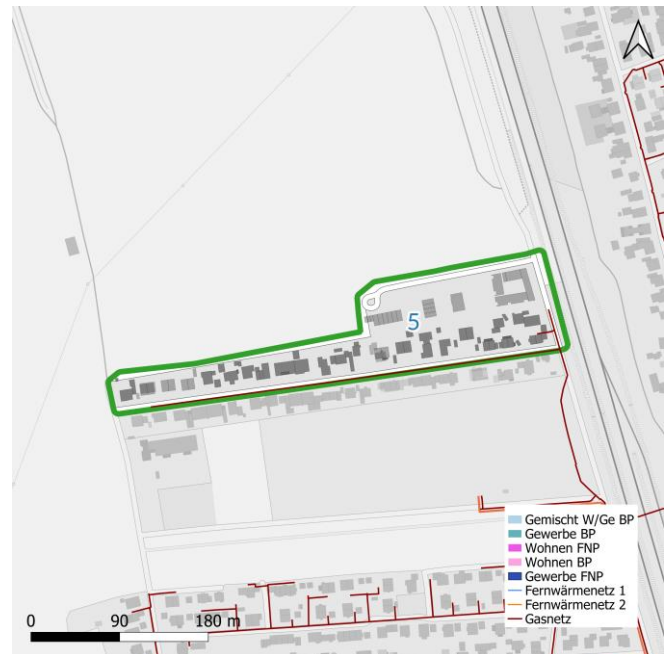 5
Gemischt W/Ge BP
Gewerbe BP
Wohnen FNP
Wohnen BP
Gewerbe FNP
Fernwärmenetz 1
Fernwärmenetz 2
Gasnetz
0 90 180 m